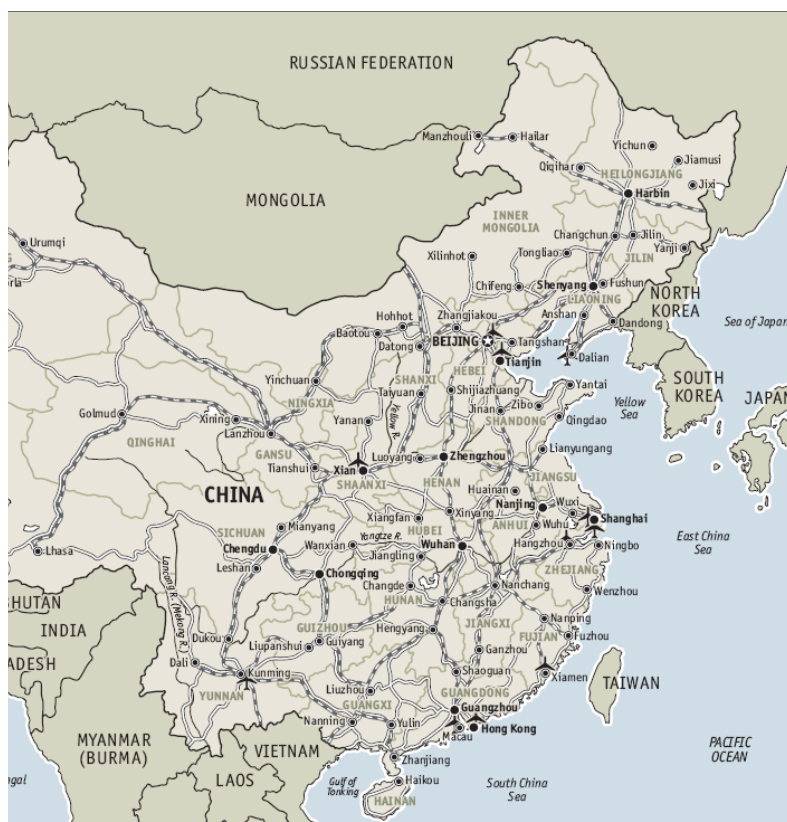 RUSSIAN FEDERATION
Manzhouli
Hailar
Yichun
Jiamusi
Qiqihar
HEILONGJIANG
Jixi
Harbin
MONGOLIA
INNER
MONGOLIA
Urumqi
Changchun
Jilin
Yanji
Xilinhot
Tongliao
JILIN
Chifeng
Shenyang
Fushun
LIAONING
NORTH
KOREA
Hohhot
Zhangjiakou
Anshan
Dandong
Sea of Japan
Baotou
Datong
BEIJING
Tangshan
Dalian
Tianjin
HEBEI
Yinchuan
SHANXI
Taiyuan
Shijiazhuang
Yantai
SOUTH
KOREA
JAPAN
NINGXIA
Yellow R.
Jinan
Zibo
Yellow
Sea
Golmud
Xining
Yanan
SHANDONG
Qingdao
QINGHAI
Lanzhou
GANSU
Luoyang
Zhengzhou
Lianyungang
Tianshui
Xian
SHAANXI
HENAN
JIANGSU
CHINA
Huainan
Nanjing
Wuxi
Xiangfan
Xinyang
ANHUI
Wuhu
Shanghai
SICHUAN
Mianyang
HUBEI
East China
Sea
Lhasa
Chengdu
Wanxian
Yangtze R.
Wuhan
Hangzhou
Ningbo
Jiangling
Leshan
Chongqing
ZHEJIANG
Lancang R. (Mekong R.)
Changde
Nanchang
Wenzhou
BHUTAN
HUNAN
Changsha
INDIA
GUIZHOU
Hengyang
JIANGXI
Nanping
FUJIAN
Fuzhou
Dukou
Liupanshui
Guiyang
Ganzhou
Dali
Kunming
Shaoguan
Xiamen
TAIWAN
YUNNAN
Liuzhou
GUANGDONG
GUANGXI
Guangzhou
Nanning
Yulin
Macau
Hong Kong
MYANMAR
(BURMA)
VIETNAM
PACIFIC
OCEAN
Zhanjiang
LAOS
Gulf of
Tonking
Haikou
South China
Sea
HAINAN